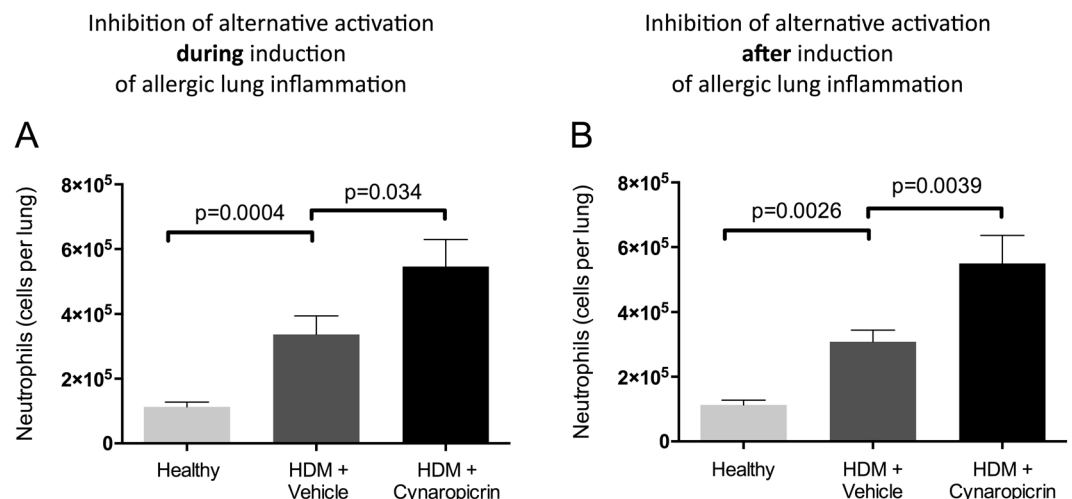 Inhibition of alternative activation
during induction
of allergic lung inflammation
Inhibition of alternative activation
after induction
of allergic lung inflammation
A
Neutrophils (cells per lung)
8×10⁵
6×10⁵
4×10⁵
2×10⁵
0
p=0.0004
p=0.034
Healthy
HDM +
Vehicle
HDM +
Cynaropicrin
B
Neutrophils (cells per lung)
8×10⁵
6×10⁵
4×10⁵
2×10⁵
0
p=0.0026
p=0.0039
Healthy
HDM +
Vehicle
HDM +
Cynaropicrin